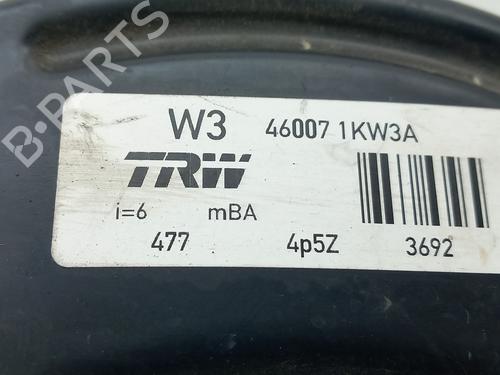 W3 46007 1KW3A
TRW
i=6 mBA
477 4p5Z 3692
B-PARTS